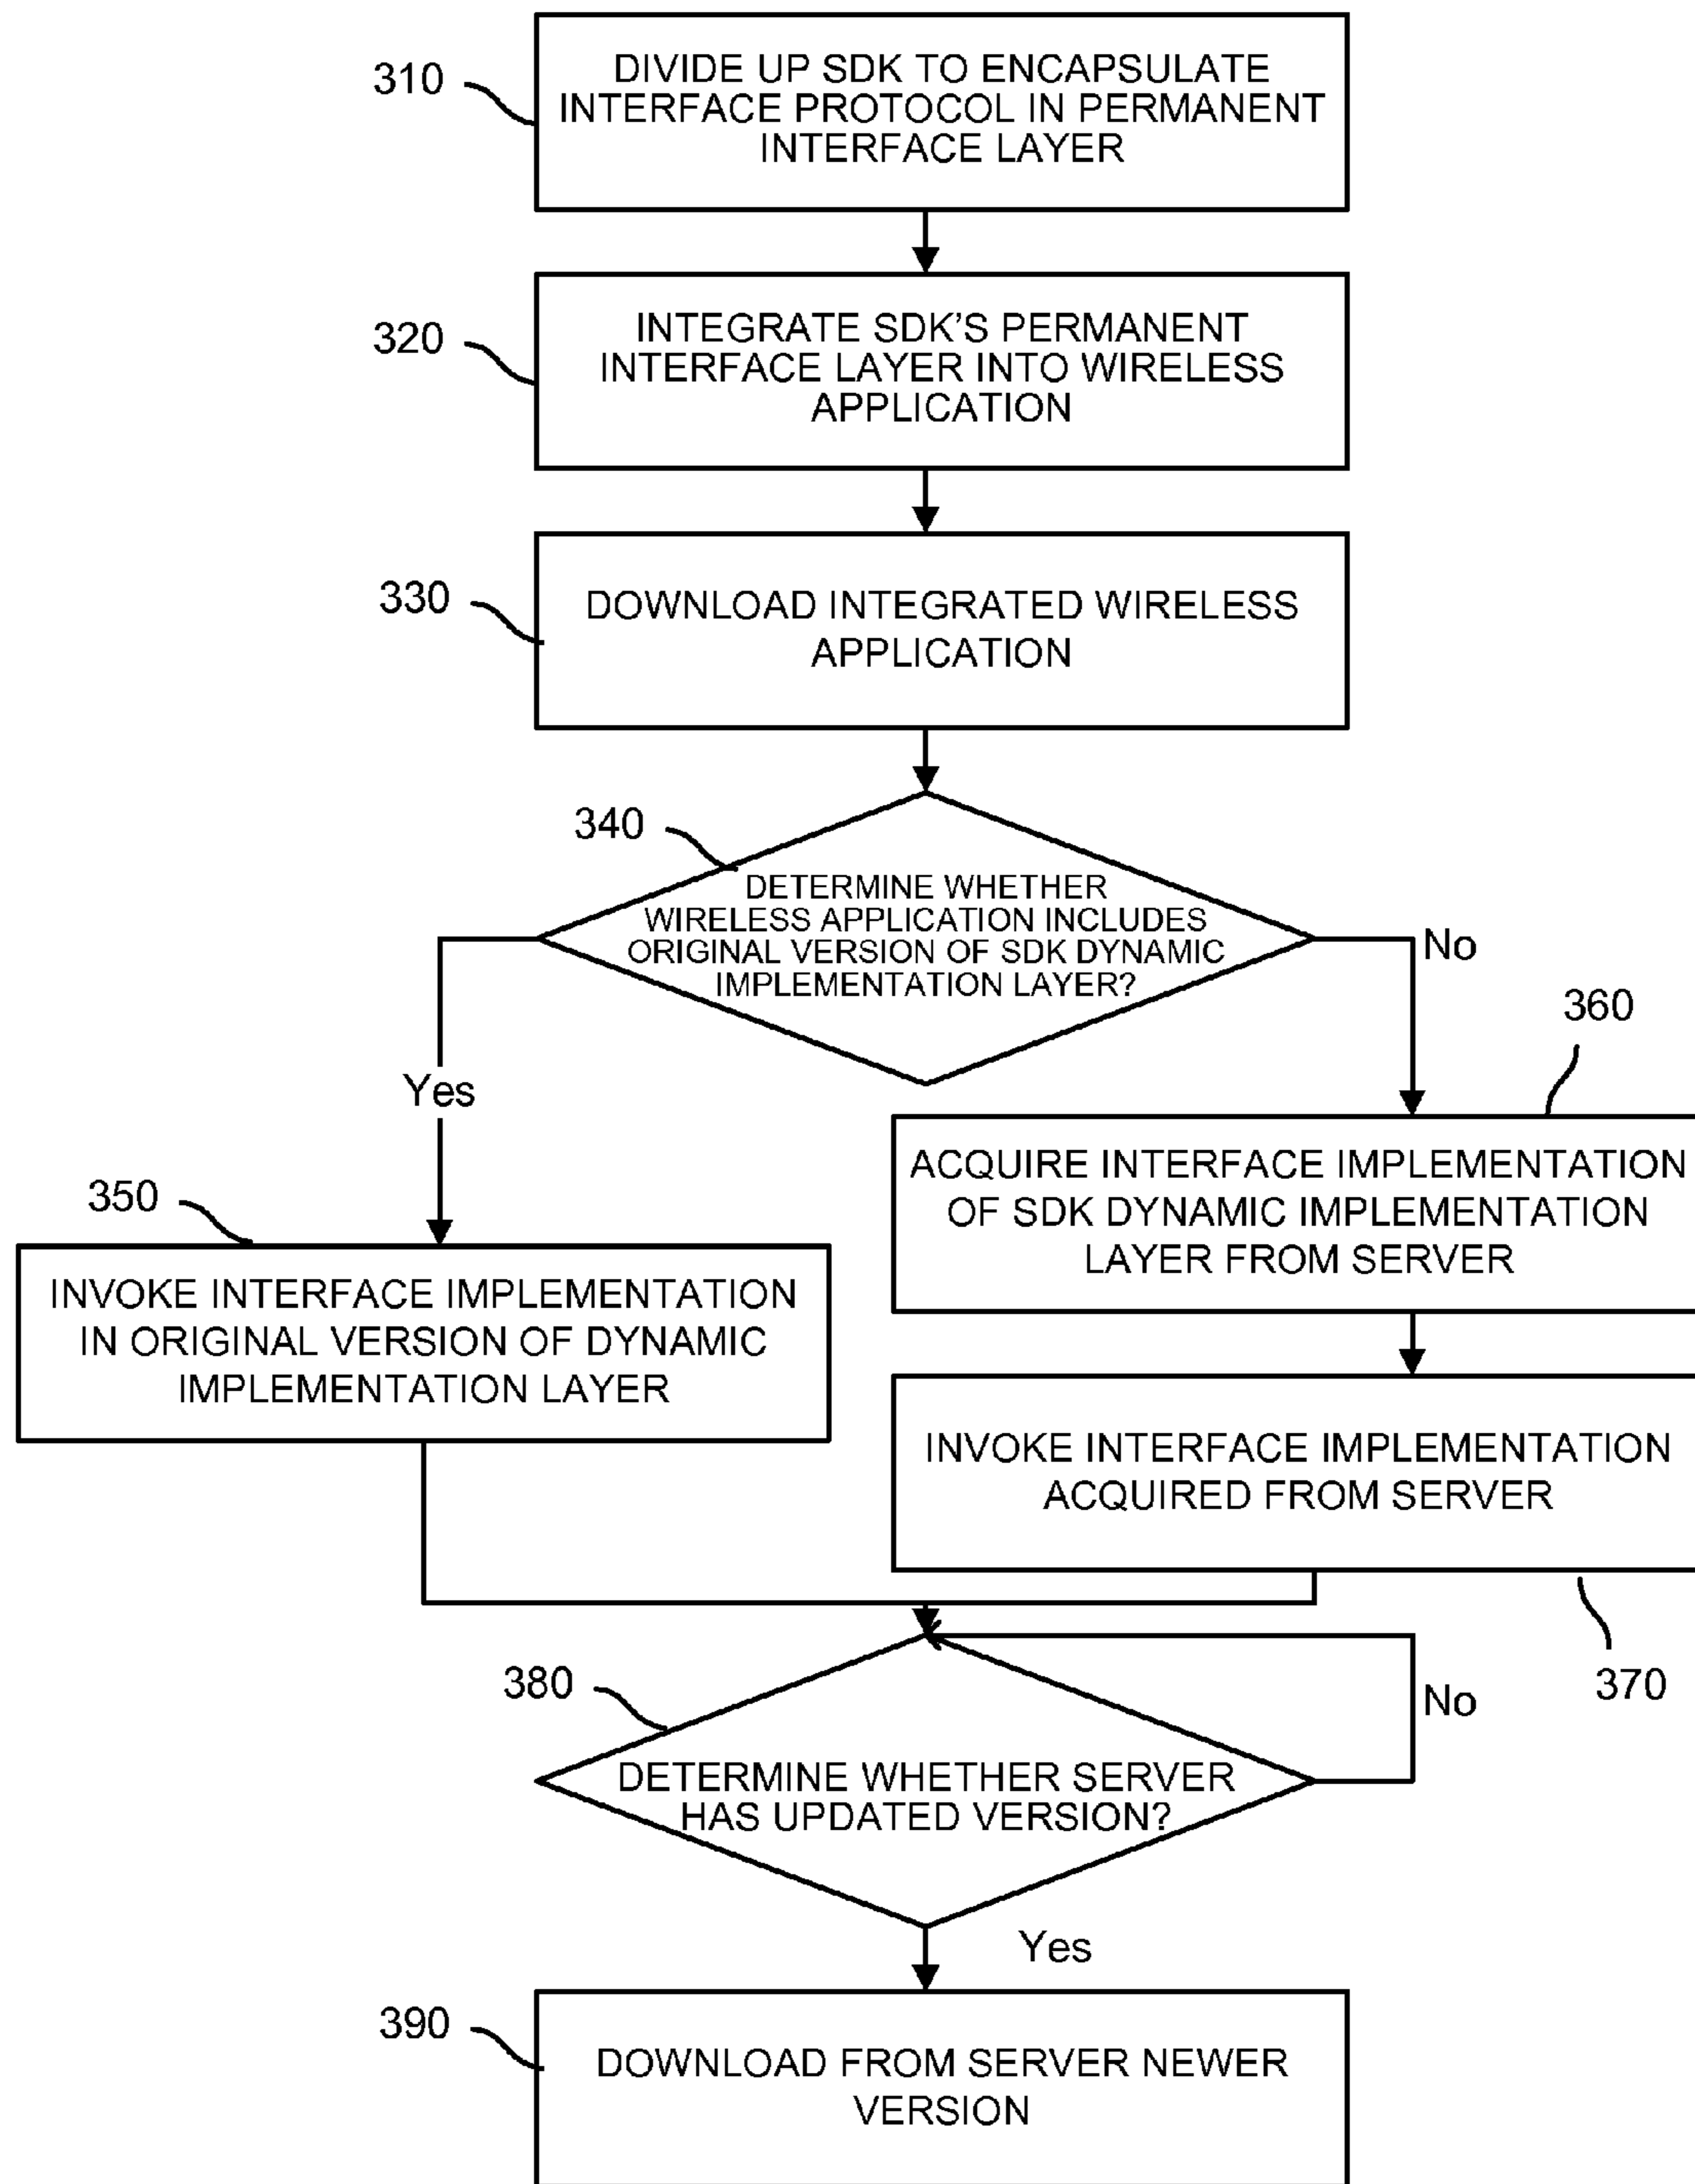 310
DIVIDE UP SDK TO ENCAPSULATE
INTERFACE PROTOCOL IN PERMANENT
INTERFACE LAYER
320
INTEGRATE SDK'S PERMANENT
INTERFACE LAYER INTO WIRELESS
APPLICATION
330
DOWNLOAD INTEGRATED WIRELESS
APPLICATION
340
DETERMINE WHETHER
WIRELESS APPLICATION INCLUDES
ORIGINAL VERSION OF SDK DYNAMIC
IMPLEMENTATION LAYER?
No
Yes
360
ACQUIRE INTERFACE IMPLEMENTATION
OF SDK DYNAMIC IMPLEMENTATION
LAYER FROM SERVER
350
INVOKE INTERFACE IMPLEMENTATION
IN ORIGINAL VERSION OF DYNAMIC
IMPLEMENTATION LAYER
INVOKE INTERFACE IMPLEMENTATION
ACQUIRED FROM SERVER
370
380
DETERMINE WHETHER SERVER
HAS UPDATED VERSION?
No
Yes
390
DOWNLOAD FROM SERVER NEWER
VERSION